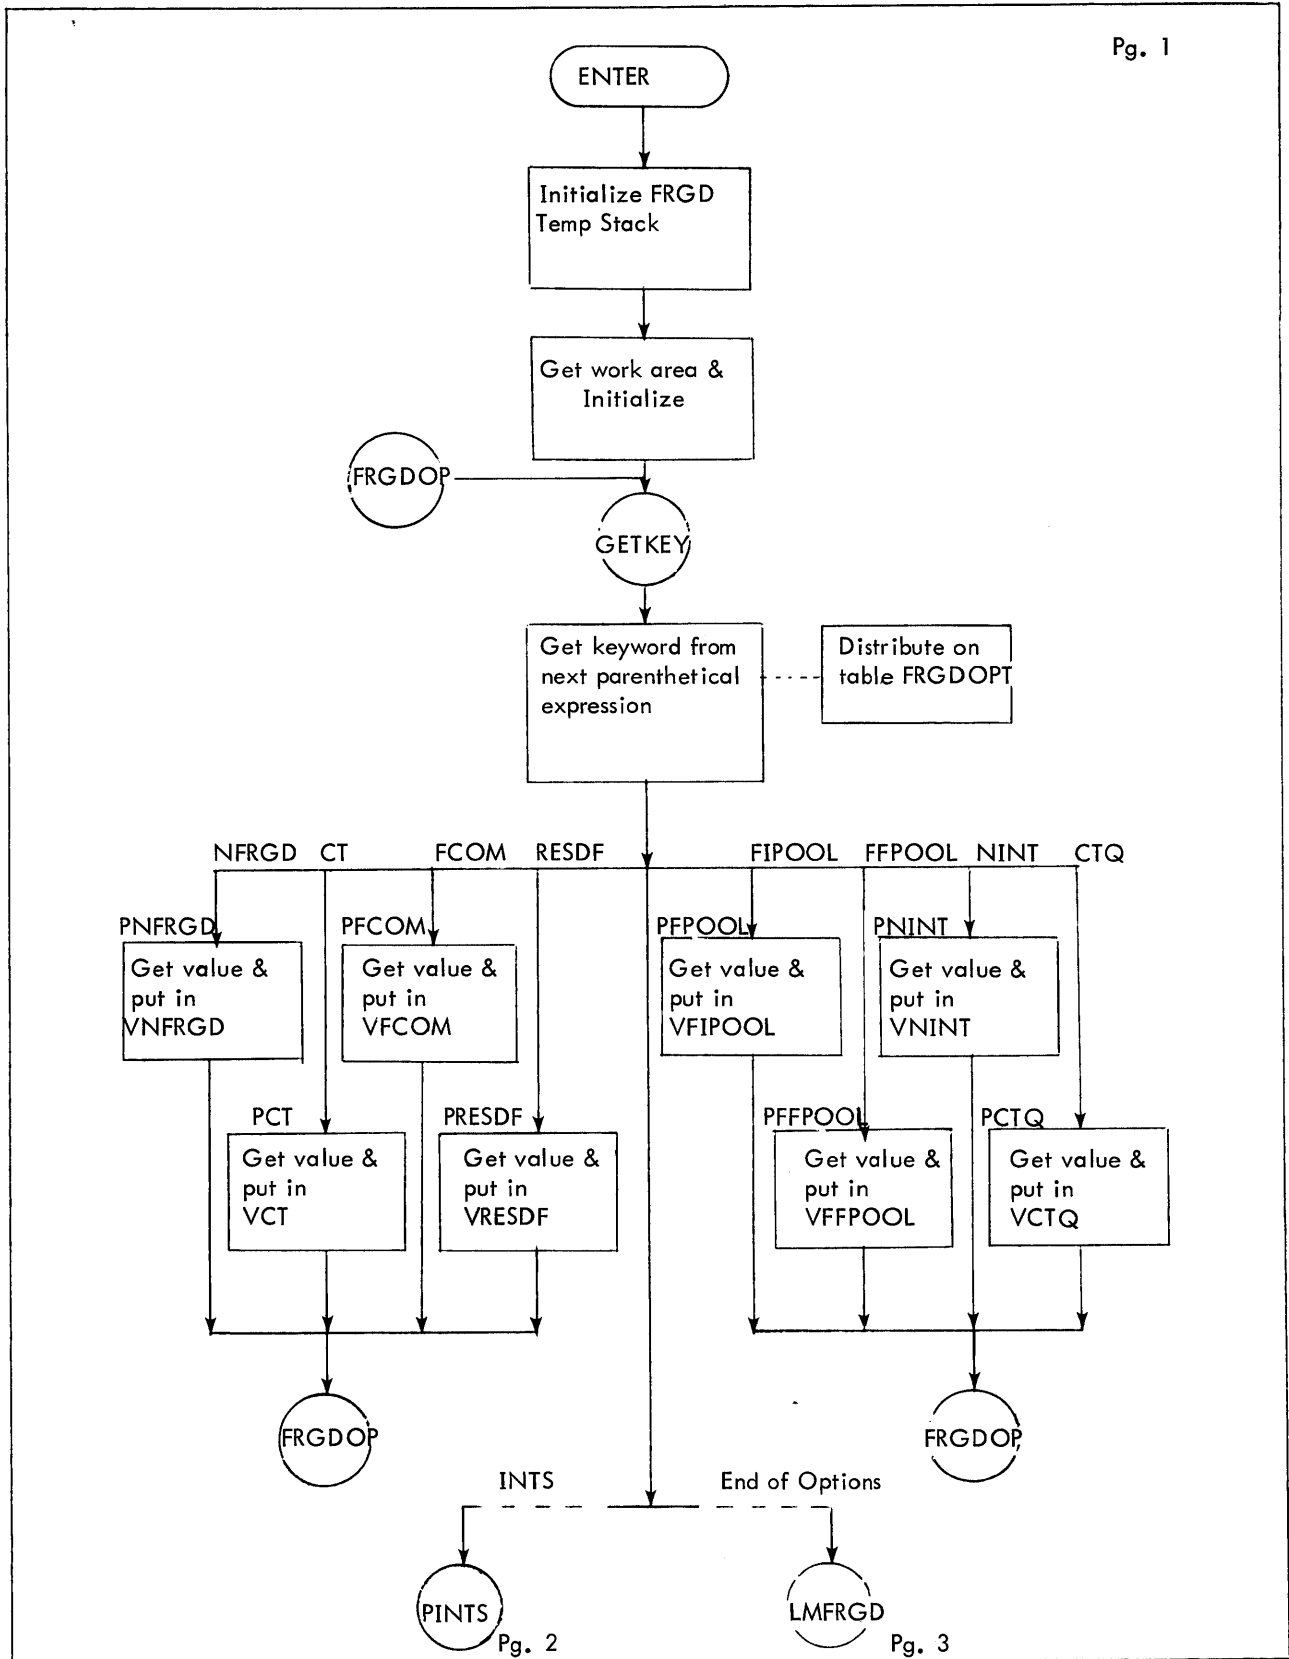 Pg. 1
ENTER
Initialize FRGD
Temp Stack
Get work area &
Initialize
FRGDOP
GETKEY
Get keyword from
next parenthetical
expression
Distribute on
table FRGDOPT
NFRGD CT FCOM RESDF FIPOOL FFPOOL NINT CTQ
PNFRGD
Get value &
put in
VNFRGD
PFCOM
Get value &
put in
VFCOM
PFPOOL
Get value &
put in
VFIPOOL
PNINT
Get value &
put in
VNINT
PCT
Get value &
put in
VCT
PRESDF
Get value &
put in
VRESDF
PFFPOOL
Get value &
put in
VFFPOOL
PCTQ
Get value &
put in
VCTQ
FRGDOP
FRGDOP
INTS
End of Options
PINTS
Pg. 2
LMFRGD
Pg. 3